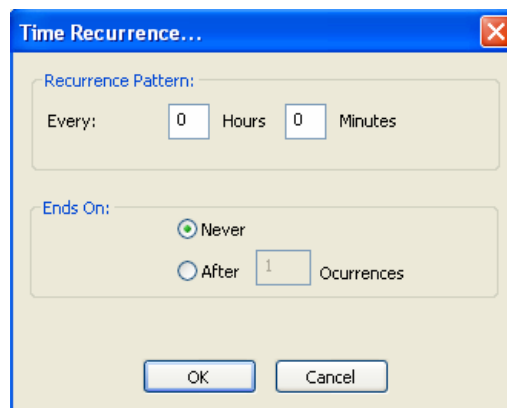 Time Recurrence...
Recurrence Pattern:
Every: 0 Hours 0 Minutes
Ends On:
Never
After 1 Ocurrences
OK Cancel